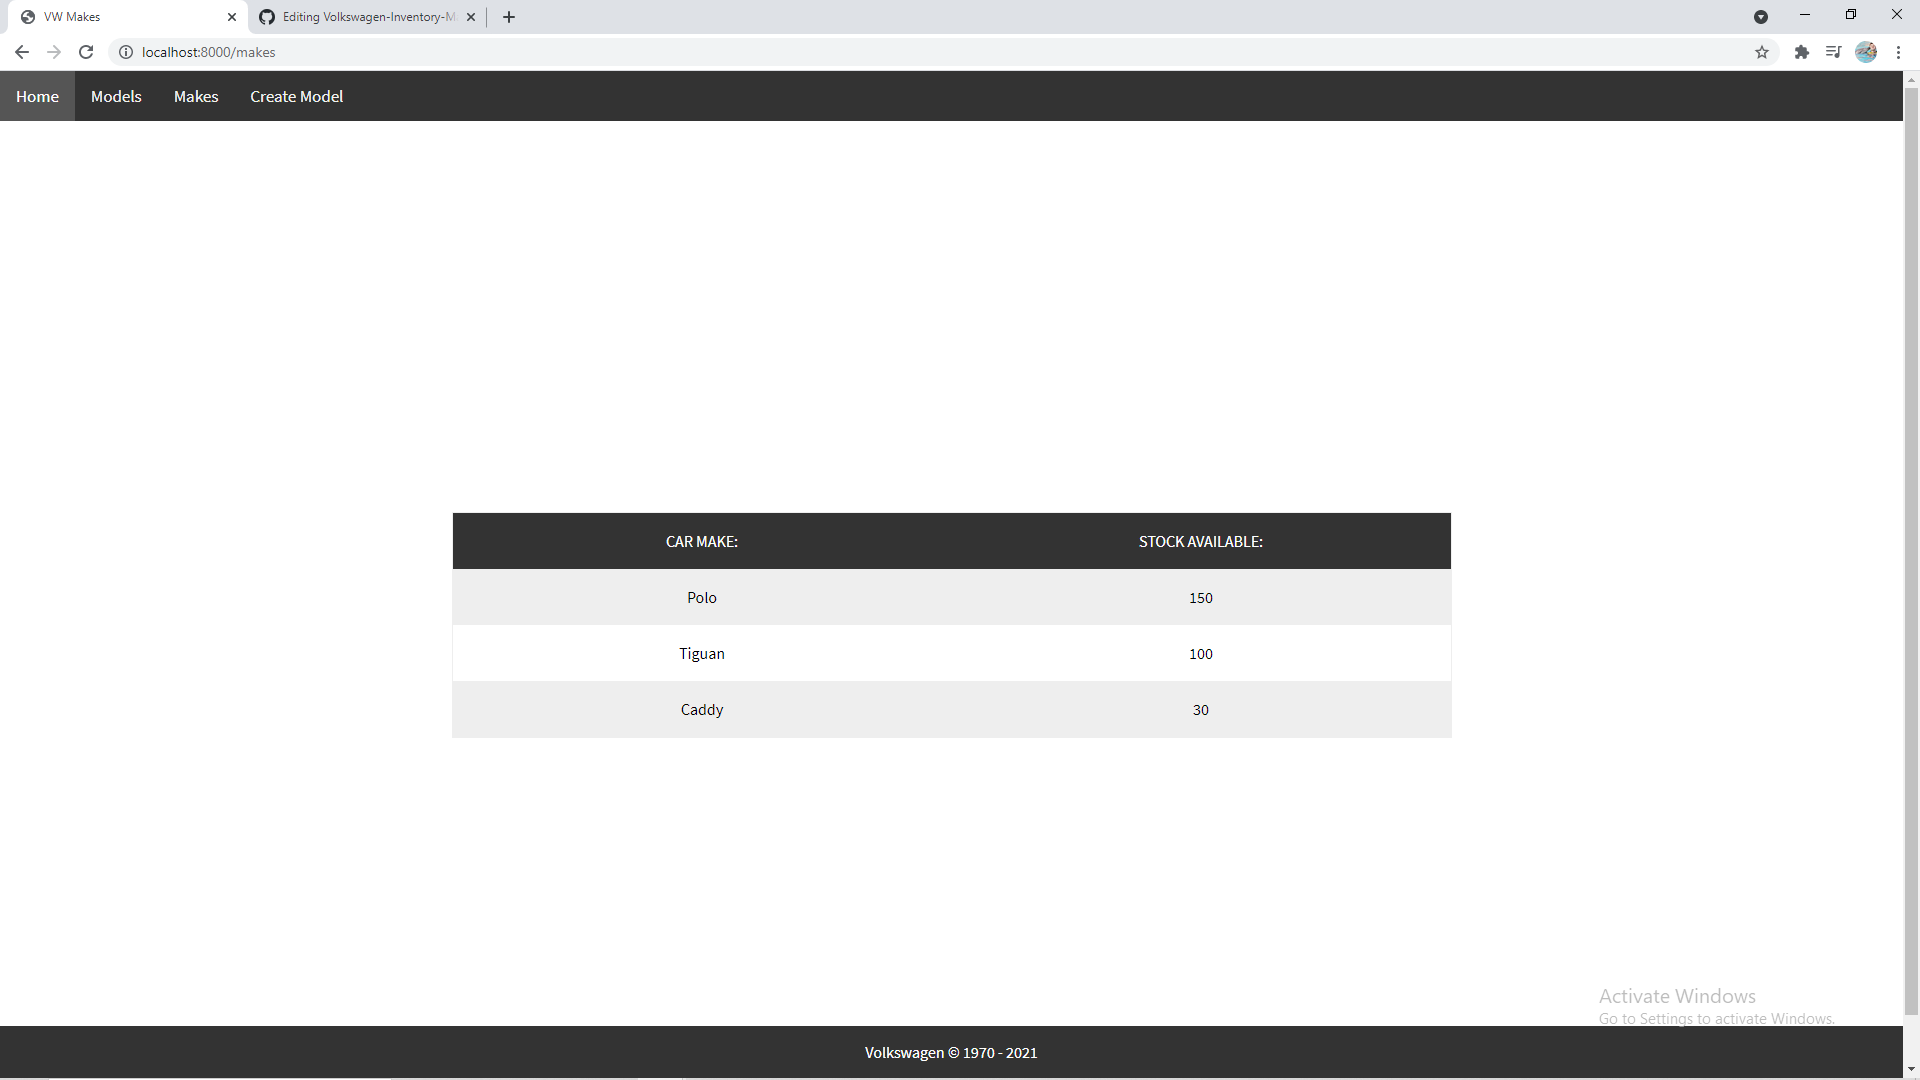 VW Makes
Editing Volkswagen-Inventory-M
localhost:8000/makes
Home Models Makes Create Model
CAR MAKE: STOCK AVAILABLE:
Polo 150
Tiguan 100
Caddy 30
Activate Windows
Go to Settings to activate Windows.
Volkswagen © 1970 - 2021